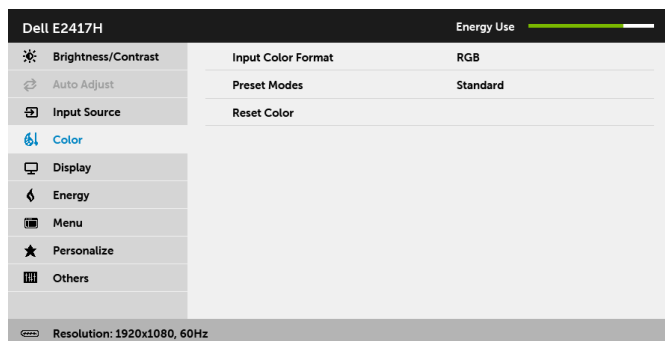 Dell E2417H Energy Use
Brightness/Contrast Input Color Format RGB
Auto Adjust Preset Modes Standard
Input Source Reset Color
Color
Display
Energy
Menu
Personalize
Others
Resolution: 1920x1080, 60Hz